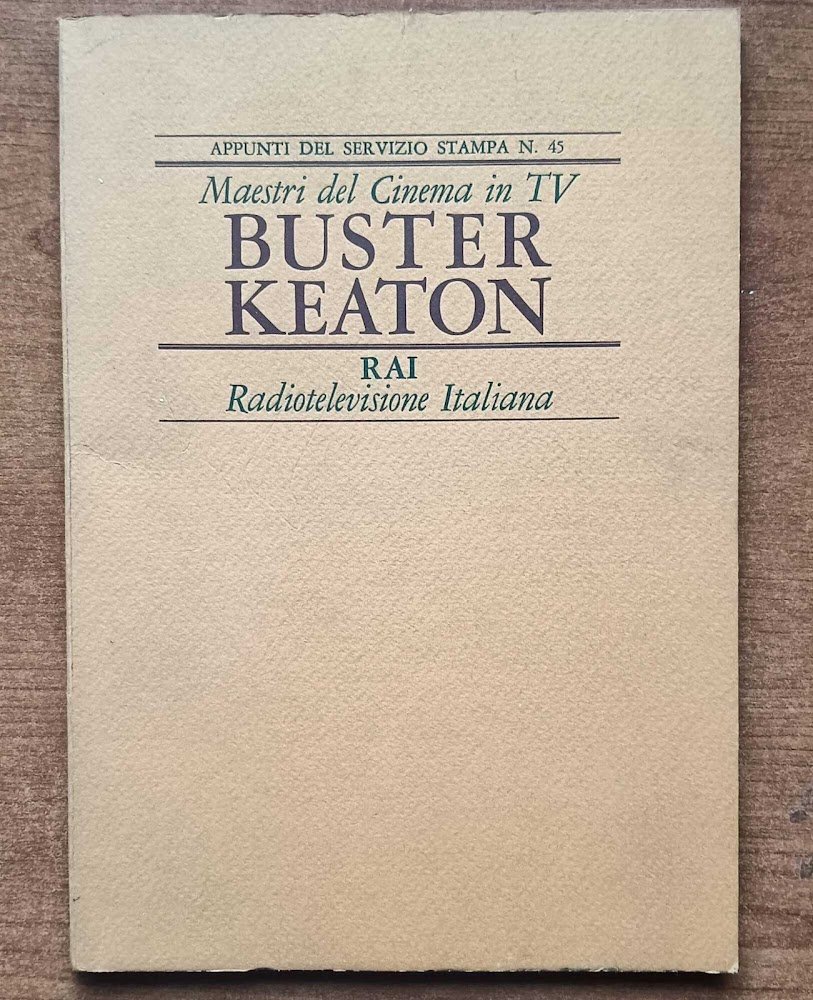 APPUNTI DEL SERVIZIO STAMPA N. 45
Maestri del Cinema in TV
BUSTER
KEATON
RAI
Radiotelevisione Italiana